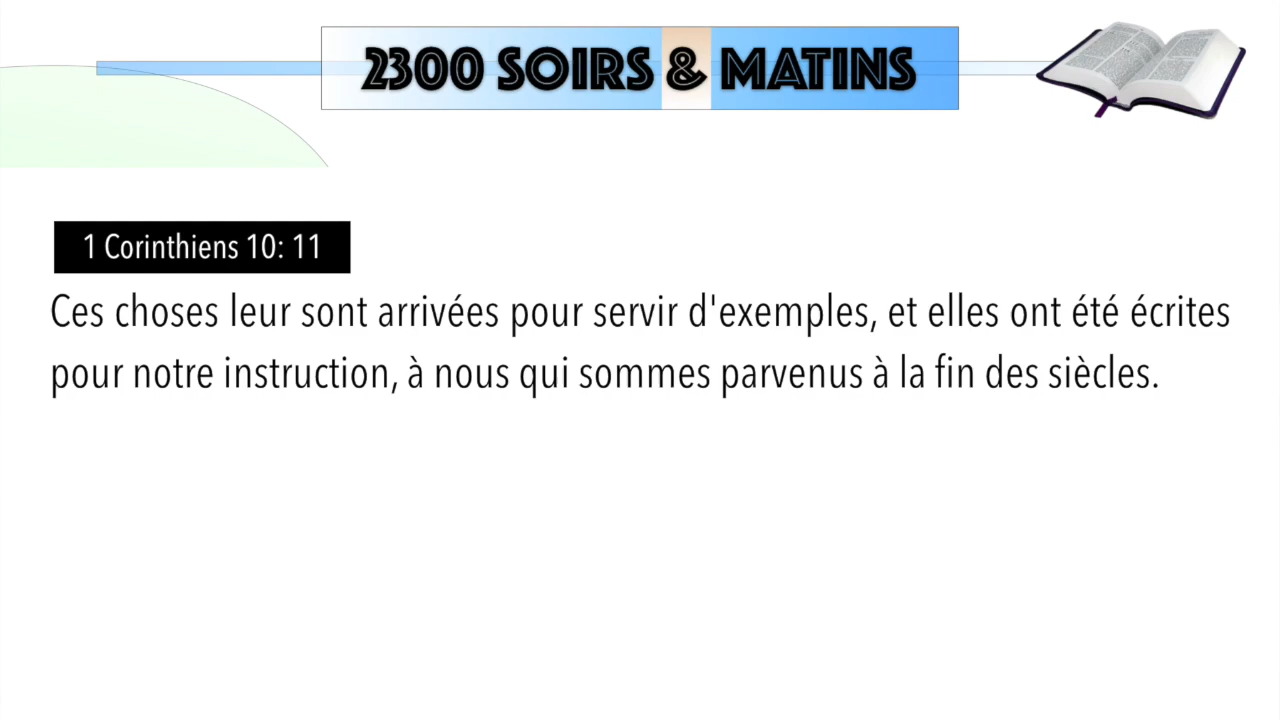 2300 SOIRS & MATINS
1 Corinthiens 10: 11
Ces choses leur sont arrivées pour servir d'exemples, et elles ont été écrites
pour notre instruction, à nous qui sommes parvenus à la fin des siècles.